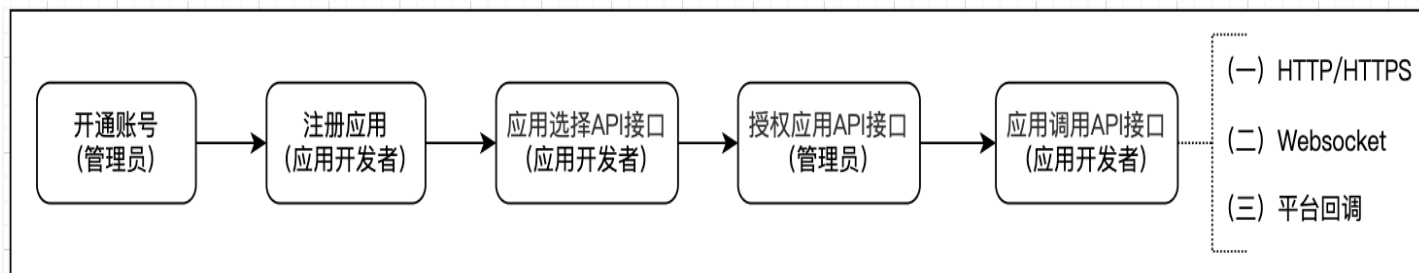 开通账号
(管理员)
注册应用
(应用开发者)
应用选择API接口
(应用开发者)
授权应用API接口
(管理员)
应用调用API接口
(应用开发者)
(一) HTTP/HTTPS
(二) Websocket
(三) 平台回调